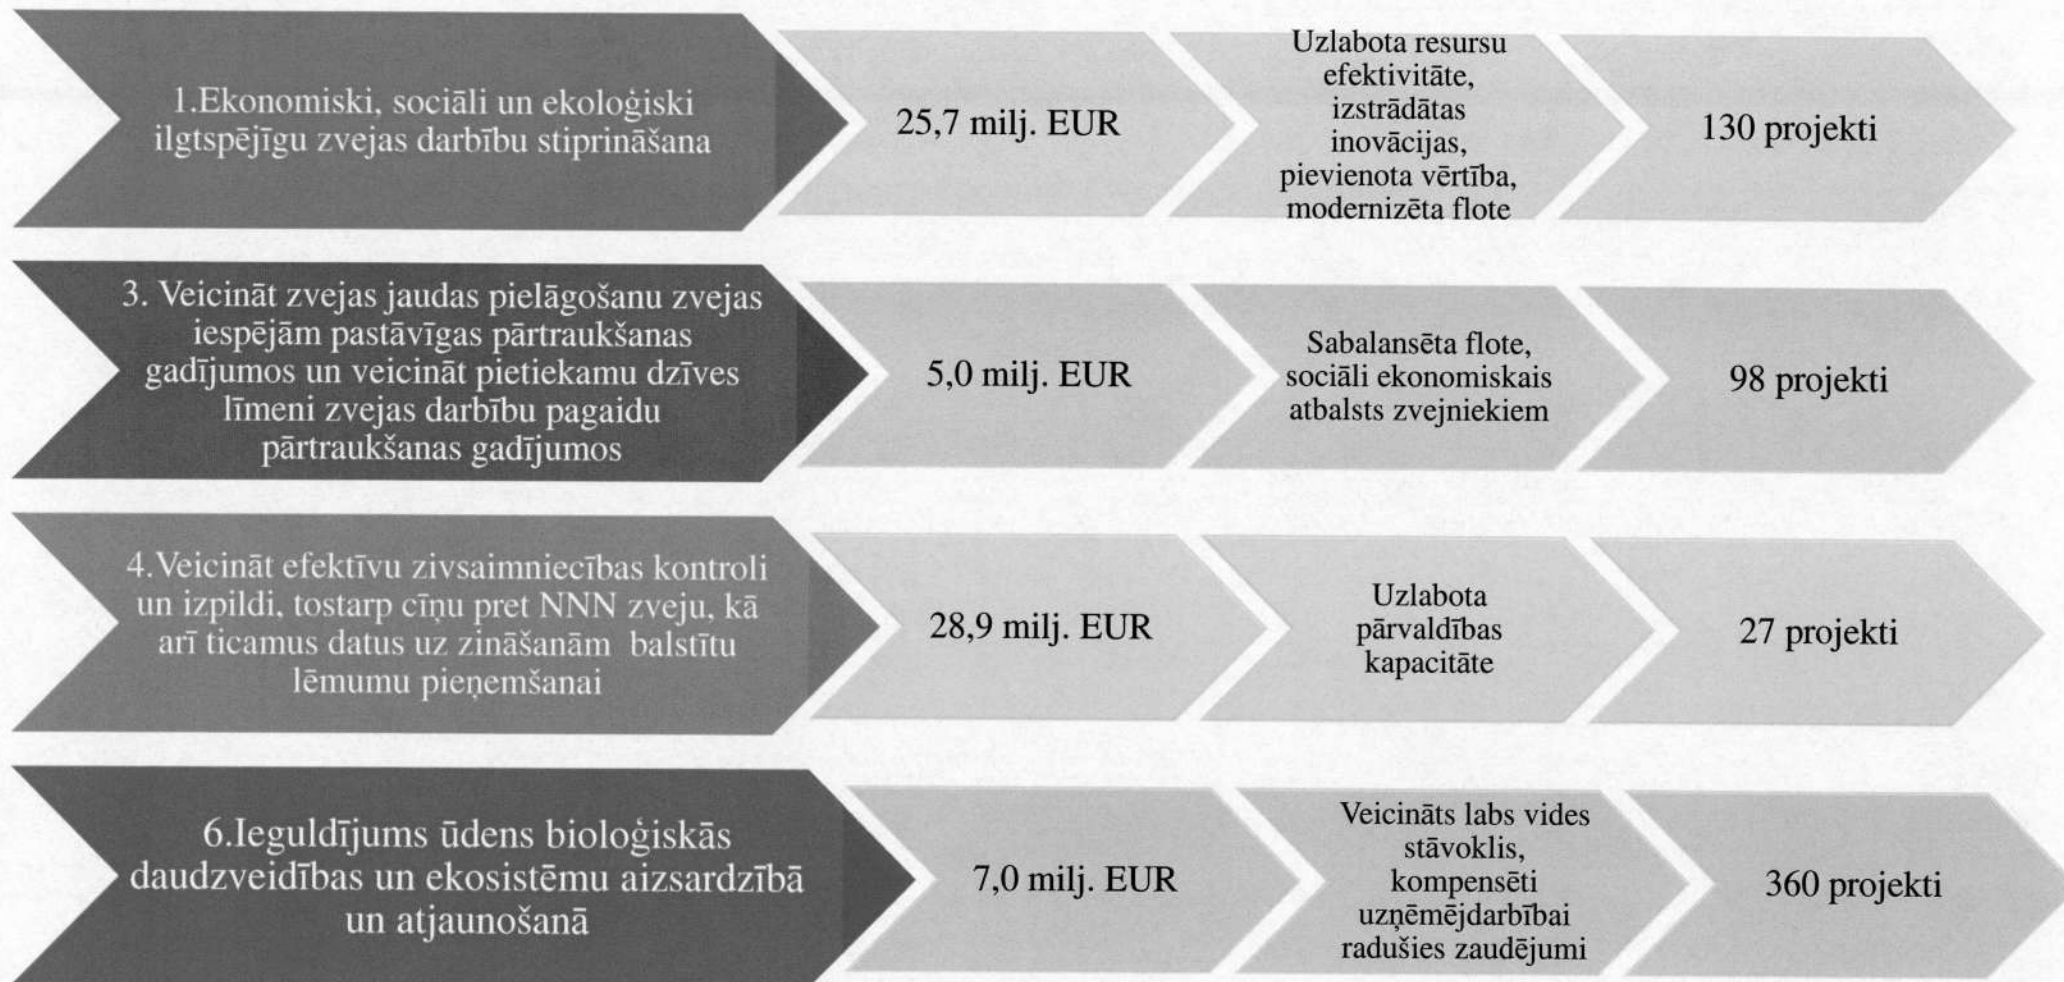 1.Ekonomiski, sociāli un ekoloģiski
ilgtspējīgu zvejas darbību stiprināšana
25,7 milj. EUR
Uzlabota resursu
efektivitāte,
izstrādātas
inovācijas,
pievienota vērtība,
modernizēta flote
130 projekti
3. Veicināt zvejas jaudas pielāgošanu zvejas
iespējām pastāvīgas pārtraukšanas
gadījumos un veicināt pietiekamu dzīves
līmeni zvejas darbību pagaidu
pārtraukšanas gadījumos
5,0 milj. EUR
Sabalansēta flote,
sociāli ekonomiskais
atbalsts zvejniekiem
98 projekti
4.Veicināt efektīvu zivsaimniecības kontroli
un izpildi, tostarp cīņu pret NNN zveju, kā
arī ticamus datus uz zināšanām balstītu
lēmumu pieņemšanai
28,9 milj. EUR
Uzlabota
pārvaldības
kapacitāte
27 projekti
6.Ieguldījums ūdens bioloģiskās
daudzveidības un ekosistēmu aizsardzībā
un atjaunošanā
7,0 milj. EUR
Veicināts labs vides
stāvoklis,
kompensēti
uzņēmējdarbībai
radušies zaudējumi
360 projekti